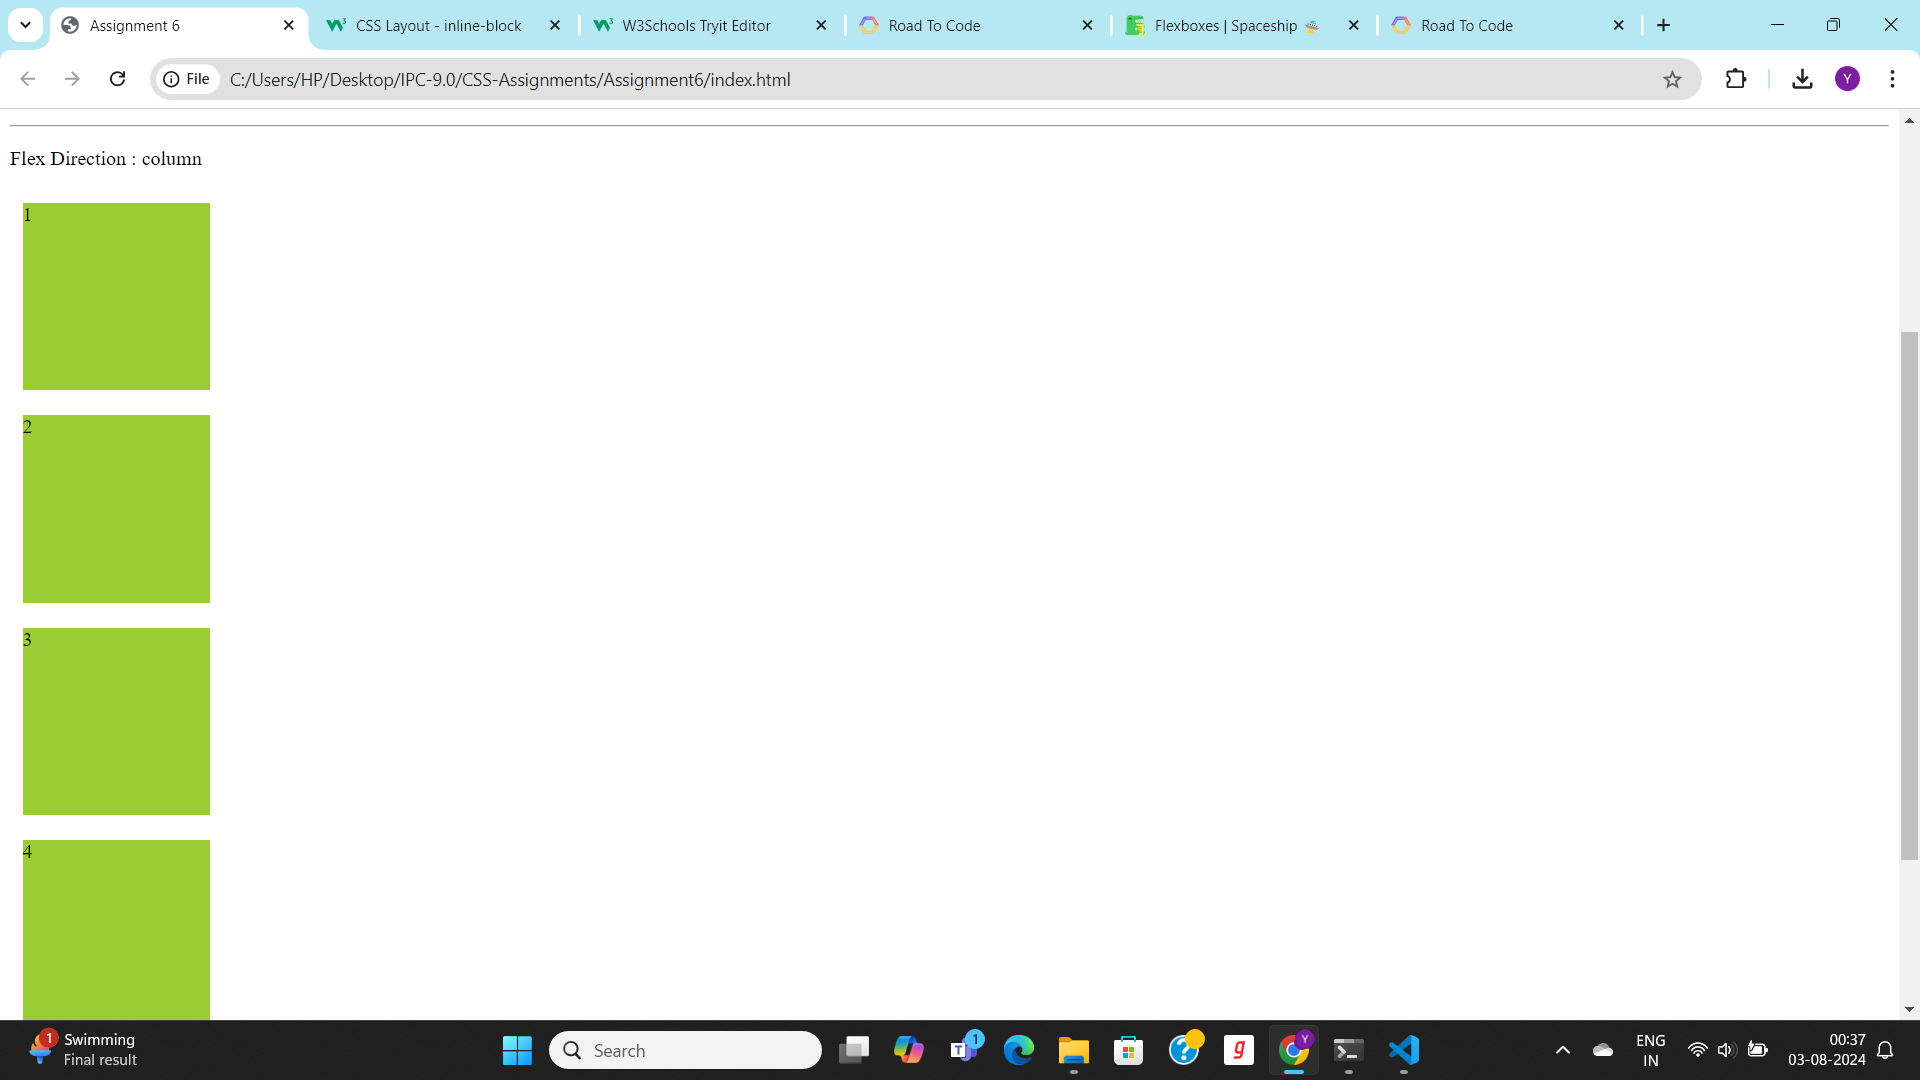 Assignment 6
CSS Layout - inline-block
W3Schools Tryit Editor
Road To Code
Flexboxes | Spaceship
Road To Code
File
C:/Users/HP/Desktop/IPC-9.0/CSS-Assignments/Assignment6/index.html
Y
Flex Direction : column
1
2
3
4
1
Swimming
Final result
Search
T
1
g
Y
ENG
IN
00:37
03-08-2024